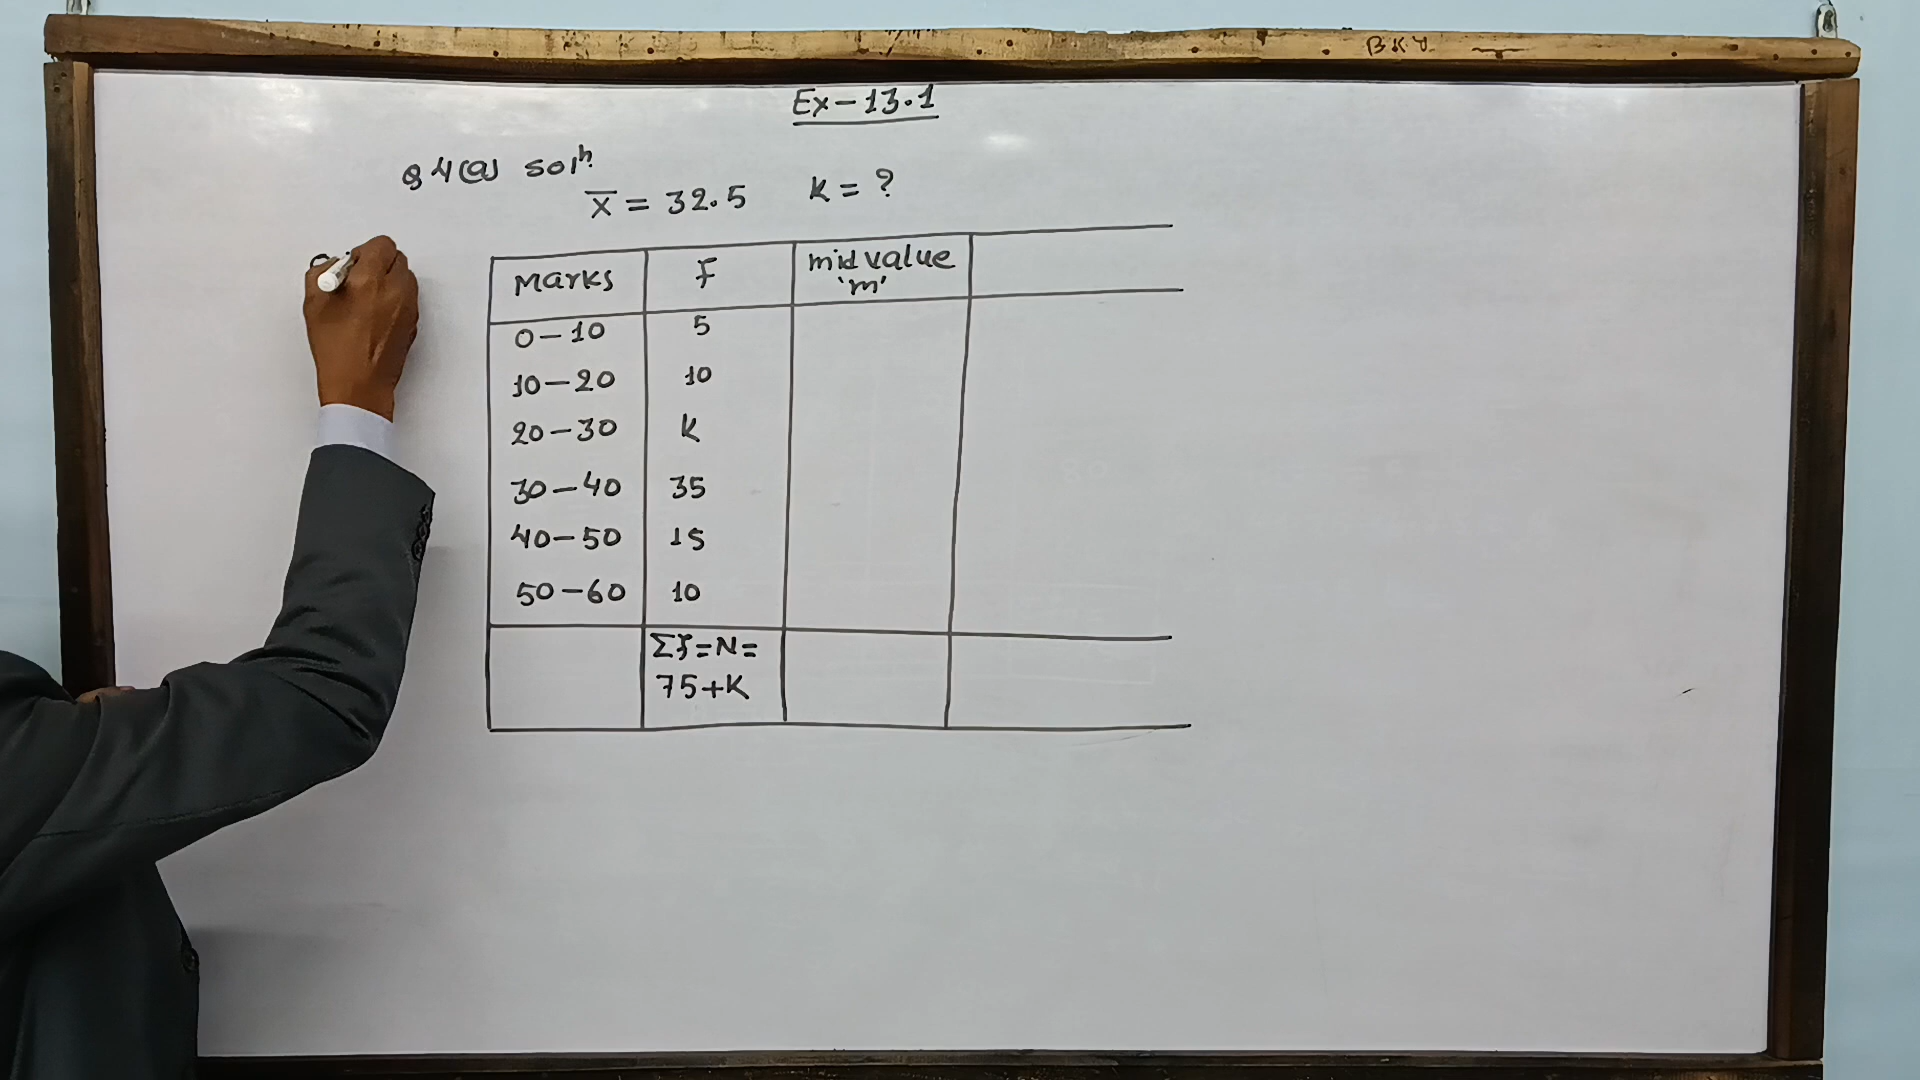 BKY
Ex-13.1
Q4(a) solⁿ.
x̄ = 32.5 k = ?
Marks f mid value 'm'
0-10 5
10-20 10
20-30 k
30-40 35
40-50 15
50-60 10
Σf=N=
75+k